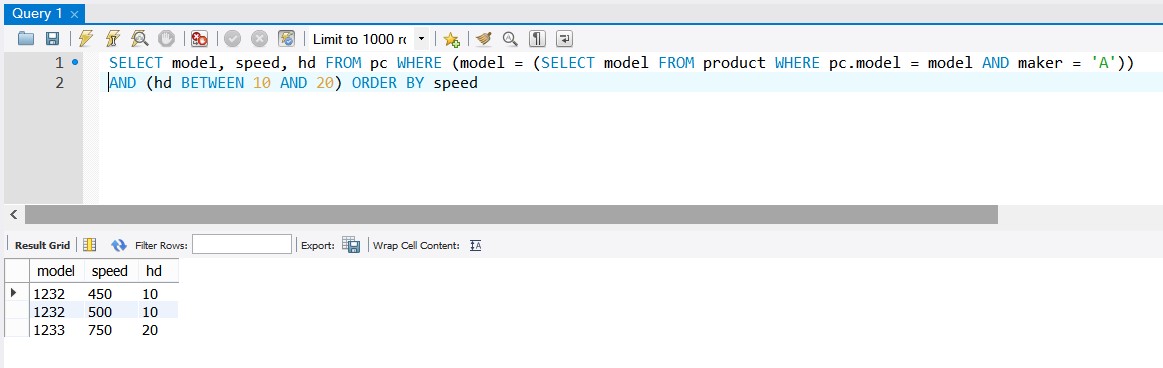 Query 1 ×
Limit to 1000 rc
1 SELECT model, speed, hd FROM pc WHERE (model = (SELECT model FROM product WHERE pc.model = model AND maker = 'A'))
2 AND (hd BETWEEN 10 AND 20) ORDER BY speed
Result Grid Filter Rows: Export: Wrap Cell Content:
model speed hd
1232 450 10
1232 500 10
1233 750 20